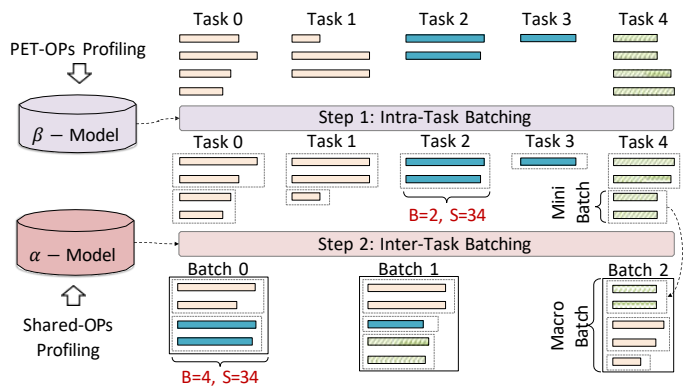 Task 0
Task 1
Task 2
Task 3
Task 4
PET-OPs Profiling
β − Model
Step 1: Intra-Task Batching
Task 0
Task 1
Task 2
Task 3
Task 4
B=2, S=34
Mini
Batch
α − Model
Step 2: Inter-Task Batching
Batch 0
Batch 1
Batch 2
Shared-OPs
Profiling
Macro
Batch
B=4, S=34